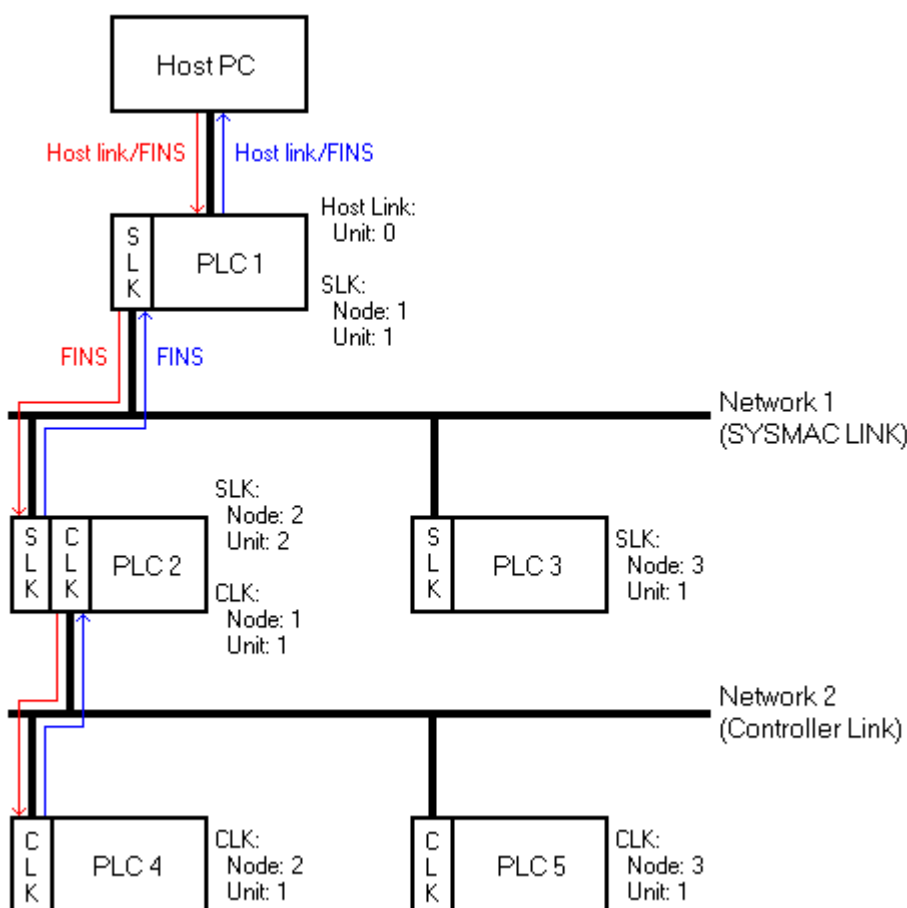 Host PC
Host link/FINS
Host link/FINS
Host Link:
Unit: 0
S
L
K
PLC 1
SLK:
Node: 1
Unit: 1
FINS
FINS
Network 1
(SYSMAC LINK)
SLK:
Node: 2
Unit: 2
S
L
K
C
L
K
PLC 2
CLK:
Node: 1
Unit: 1
S
L
K
PLC 3
SLK:
Node: 3
Unit: 1
Network 2
(Controller Link)
C
L
K
PLC 4
CLK:
Node: 2
Unit: 1
C
L
K
PLC 5
CLK:
Node: 3
Unit: 1